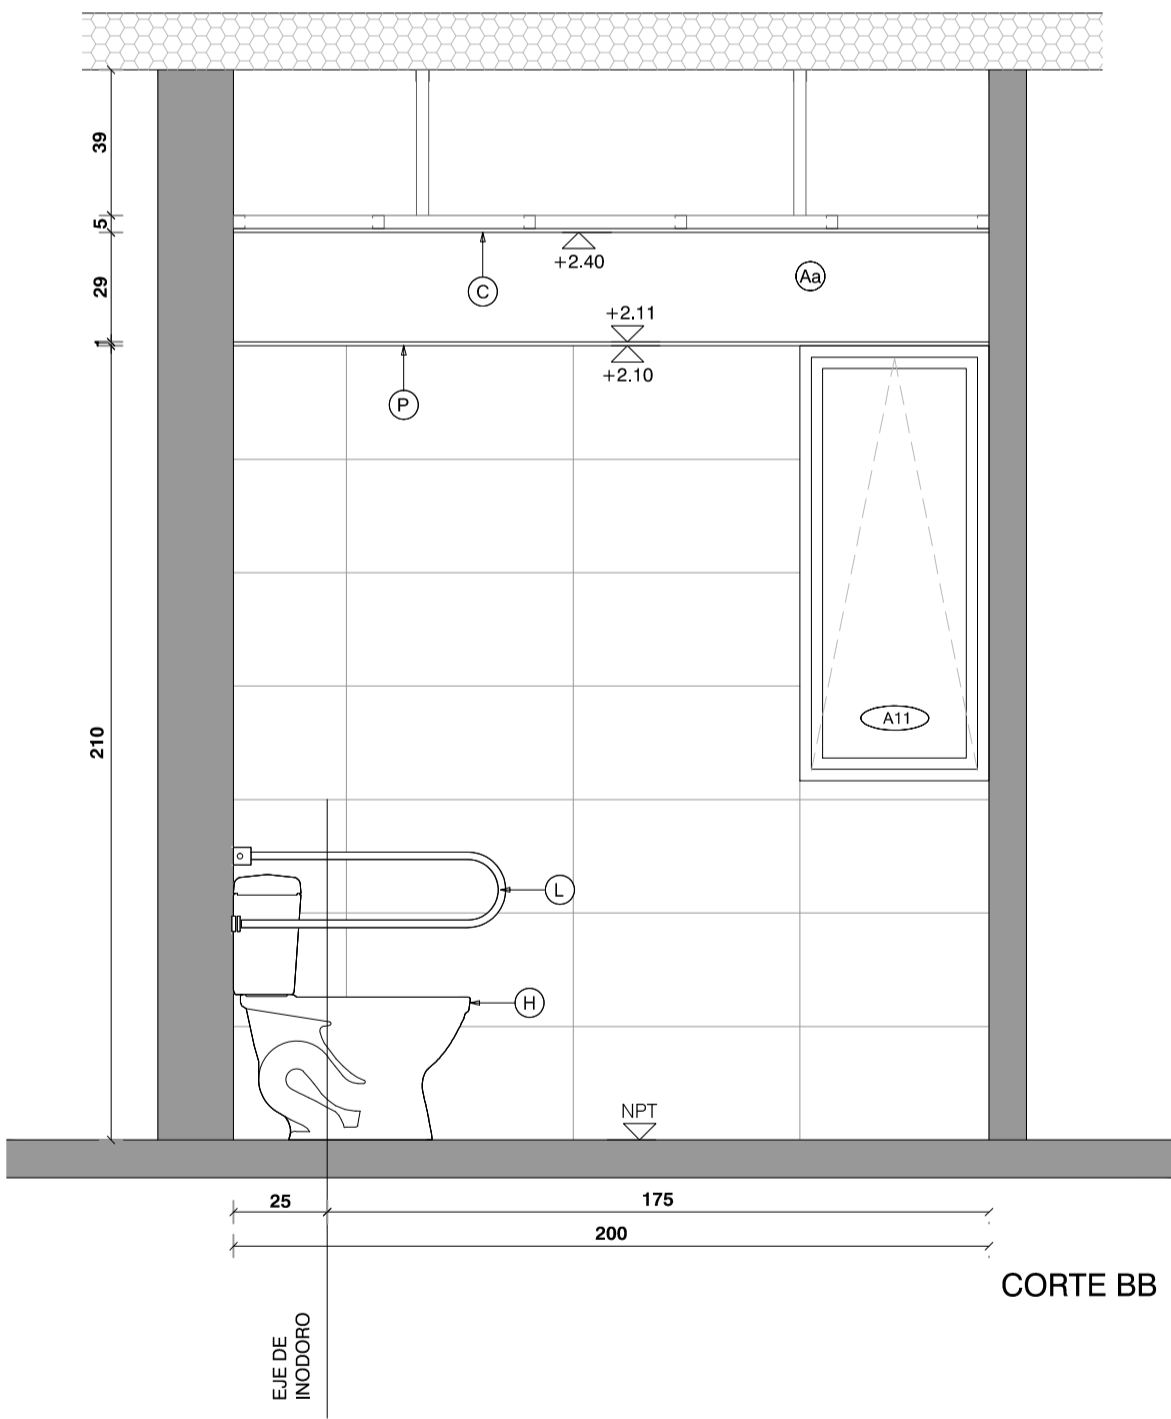 39
5
+2.40
Aa
29
C
+2.11
1
+2.10
P
A11
210
L
H
NPT
25
175
200
CORTE BB
EJE DE
INODORO